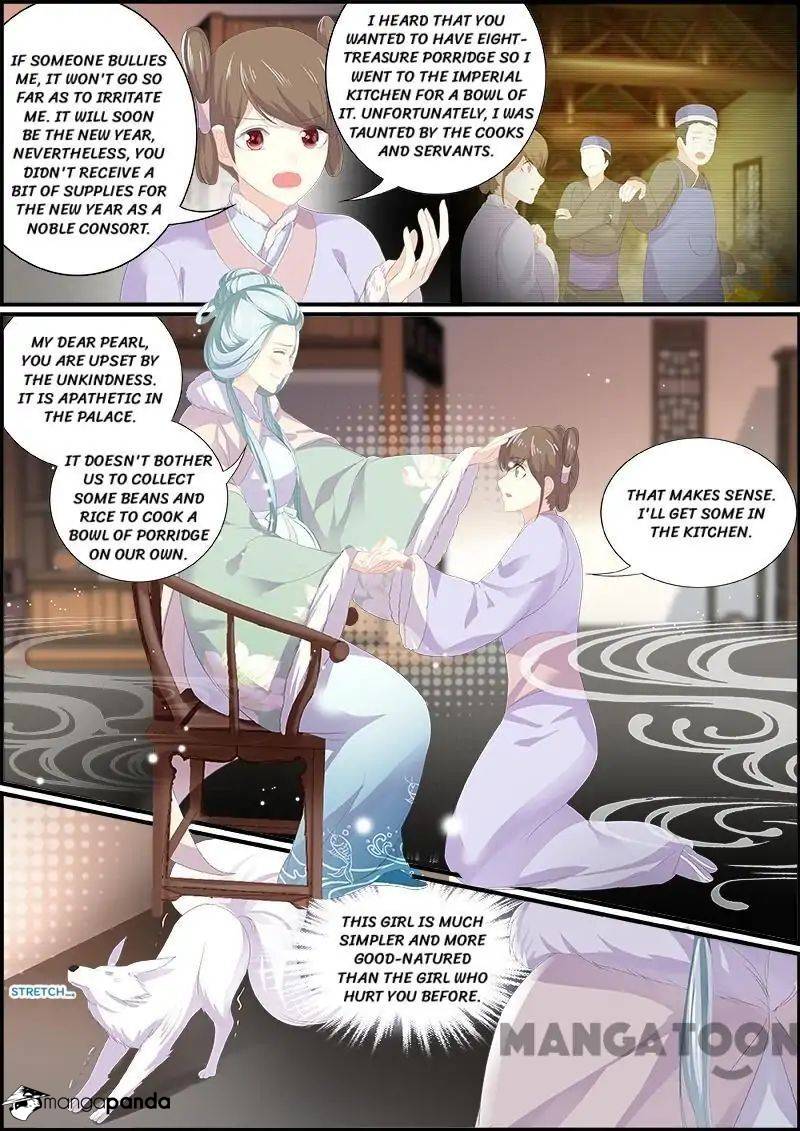 IF SOMEONE BULLIES
ME, IT WON'T GO SO
FAR AS TO IRRITATE
ME. IT WILL SOON
BE THE NEW YEAR,
NEVERTHELESS, YOU
DIDN'T RECEIVE A
BIT OF SUPPLIES FOR
THE NEW YEAR AS A
NOBLE CONSORT.
I HEARD THAT YOU
WANTED TO HAVE EIGHT-
TREASURE PORRIDGE SO I
WENT TO THE IMPERIAL
KITCHEN FOR A BOWL OF
IT. UNFORTUNATELY, I WAS
TAUNTED BY THE COOKS
AND SERVANTS.
MY DEAR PEARL,
YOU ARE UPSET BY
THE UNKINDNESS.
IT IS APATHETIC IN
THE PALACE.
IT DOESN'T BOTHER
US TO COLLECT
SOME BEANS AND
RICE TO COOK A
BOWL OF PORRIDGE
ON OUR OWN.
THAT MAKES SENSE.
I'LL GET SOME IN
THE KITCHEN.
STRETCH...
THIS GIRL IS MUCH
SIMPLER AND MORE
GOOD-NATURED
THAN THE GIRL WHO
HURT YOU BEFORE.
MANGATOON
mangapanda